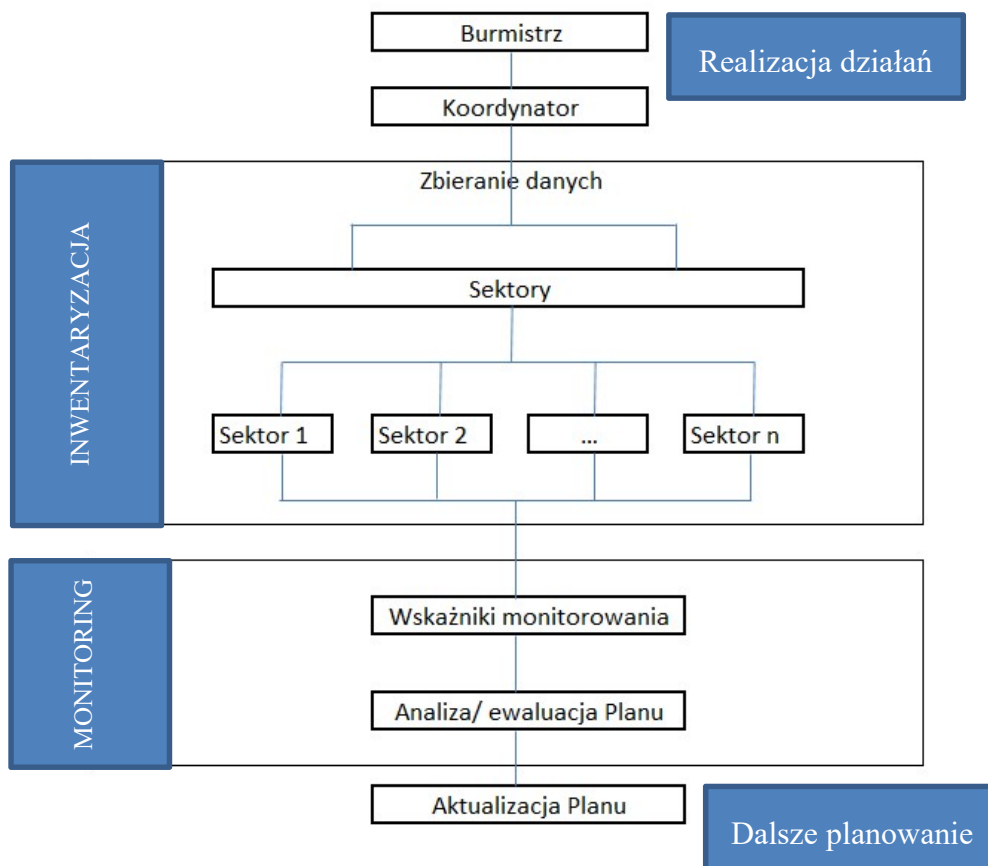 Burmistrz
Realizacja działań
Koordynator
INWENTARYZACJA
Zbieranie danych
Sektory
Sektor 1
Sektor 2
...
Sektor n
MONITORING
Wskażniki monitorowania
Analiza/ ewaluacja Planu
Aktualizacja Planu
Dalsze planowanie